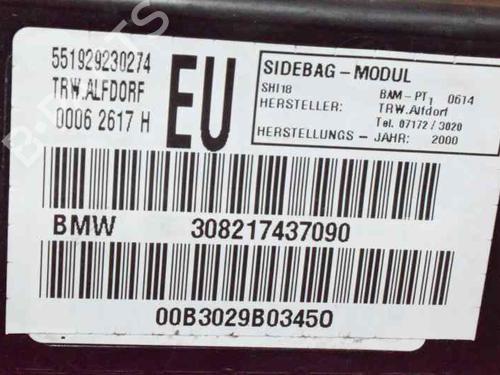 551929230274
TRW.ALFDORF
0006 2617 H
EU
SIDEBAG-MODUL
SHI18 BAM-PT1 0614
HERSTELLER: TRW.Alfdorf
Tel. 07172/3020
HERSTELLUNGS - JAHR: 2000
BMW 308217437090
00B3029B03450